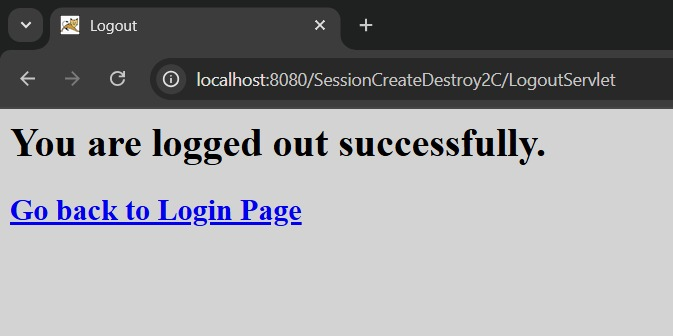 Logout
localhost:8080/SessionCreateDestroy2C/LogoutServlet
You are logged out successfully.
Go back to Login Page